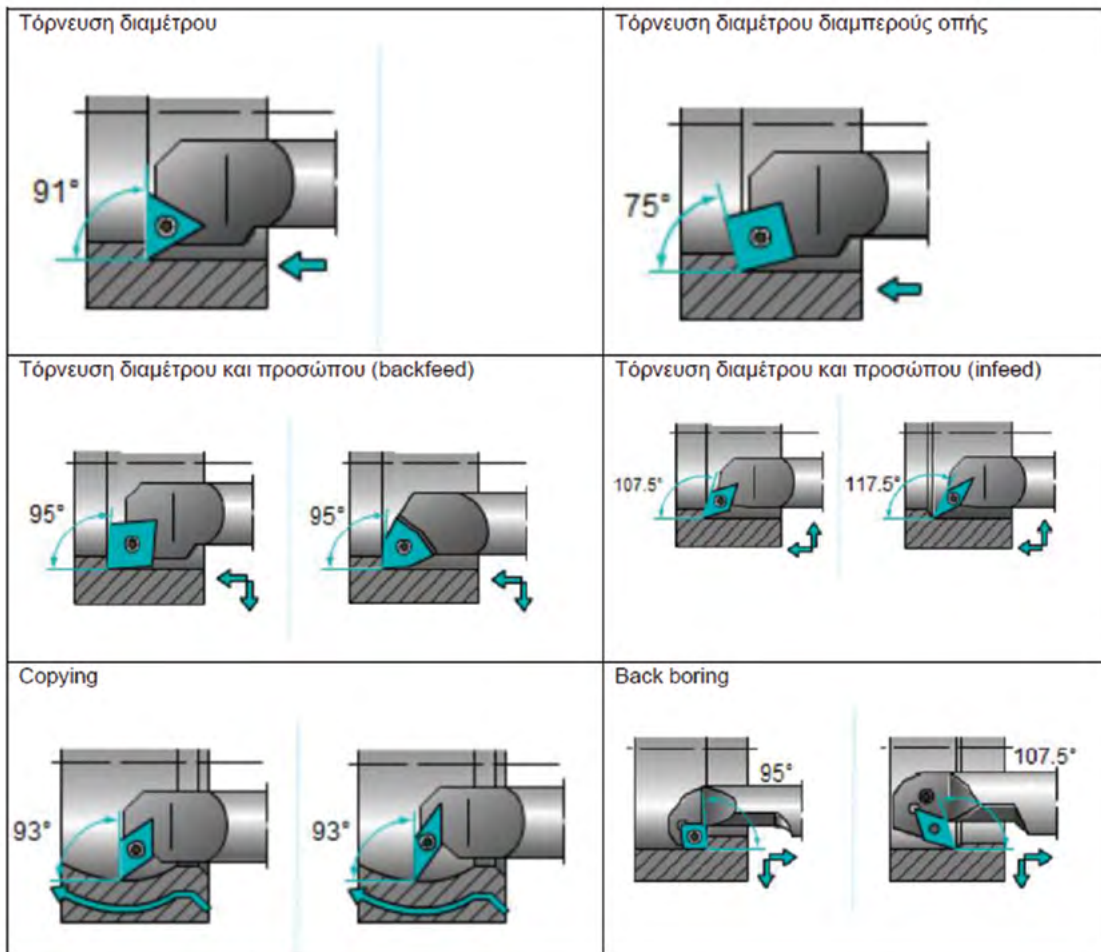 Τόρνευση διαμέτρου
91°
Τόρνευση διαμέτρου διαμπερούς οπής
75°
Τόρνευση διαμέτρου και προσώπου (backfeed)
95°
95°
Τόρνευση διαμέτρου και προσώπου (infeed)
107.5°
117.5°
Copying
93°
93°
Back boring
95°
107.5°